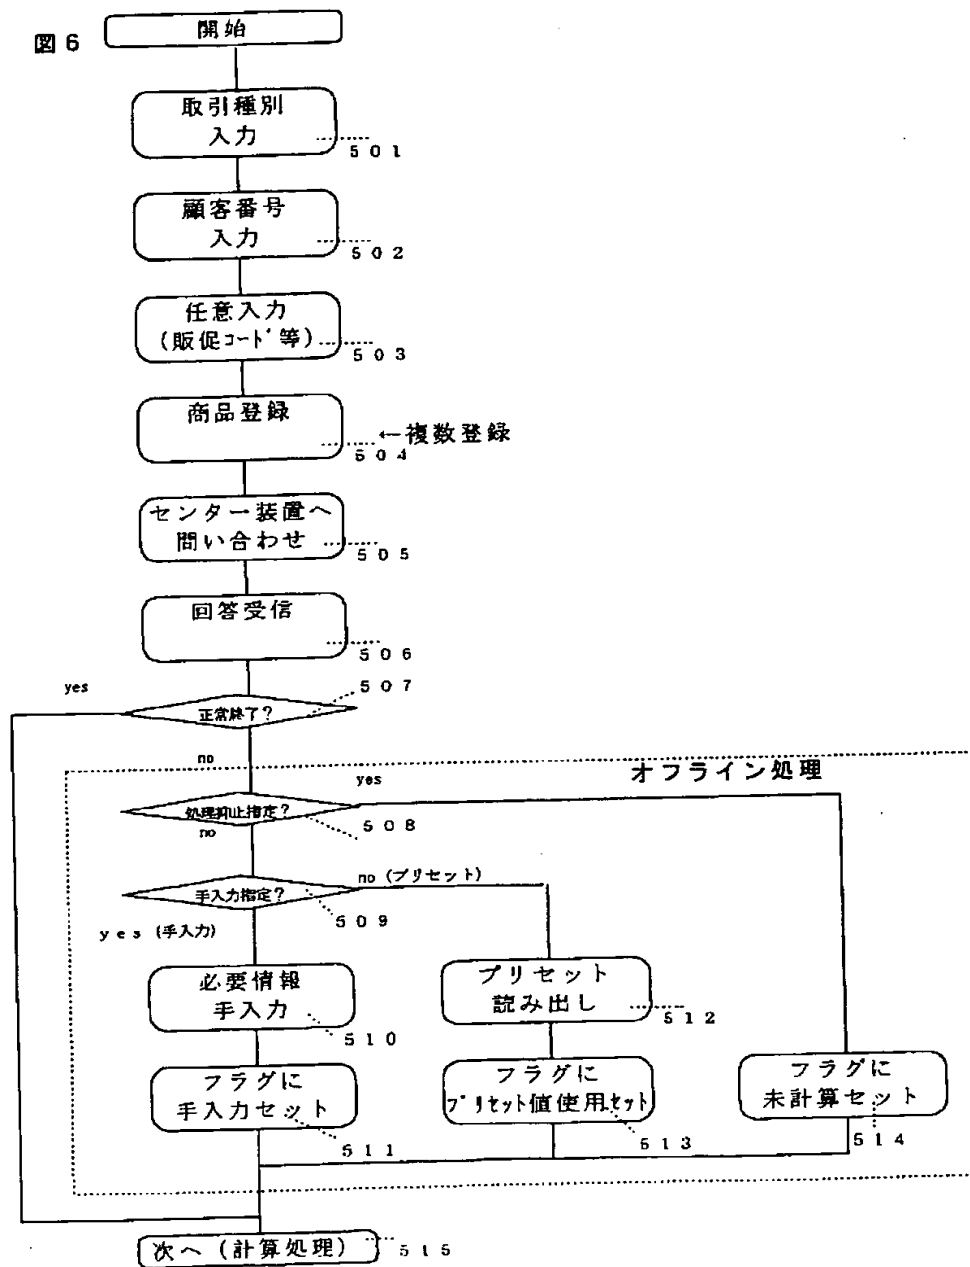 図6
開始
取引種別
入力
501
顧客番号
入力
502
任意入力
(販促コード等)
503
商品登録
←複数登録
504
センター装置へ
問い合わせ
505
回答受信
506
yes
507
正常終了?
no
yes
オフライン処理
処理抑止指定?
508
no
手入力指定?
no (プリセット)
509
yes (手入力)
必要情報
手入力
510
プリセット
読み出し
512
フラグに
手入力セット
511
フラグに
プリセット値使用セット
513
フラグに
未計算セット
514
次へ (計算処理)
515